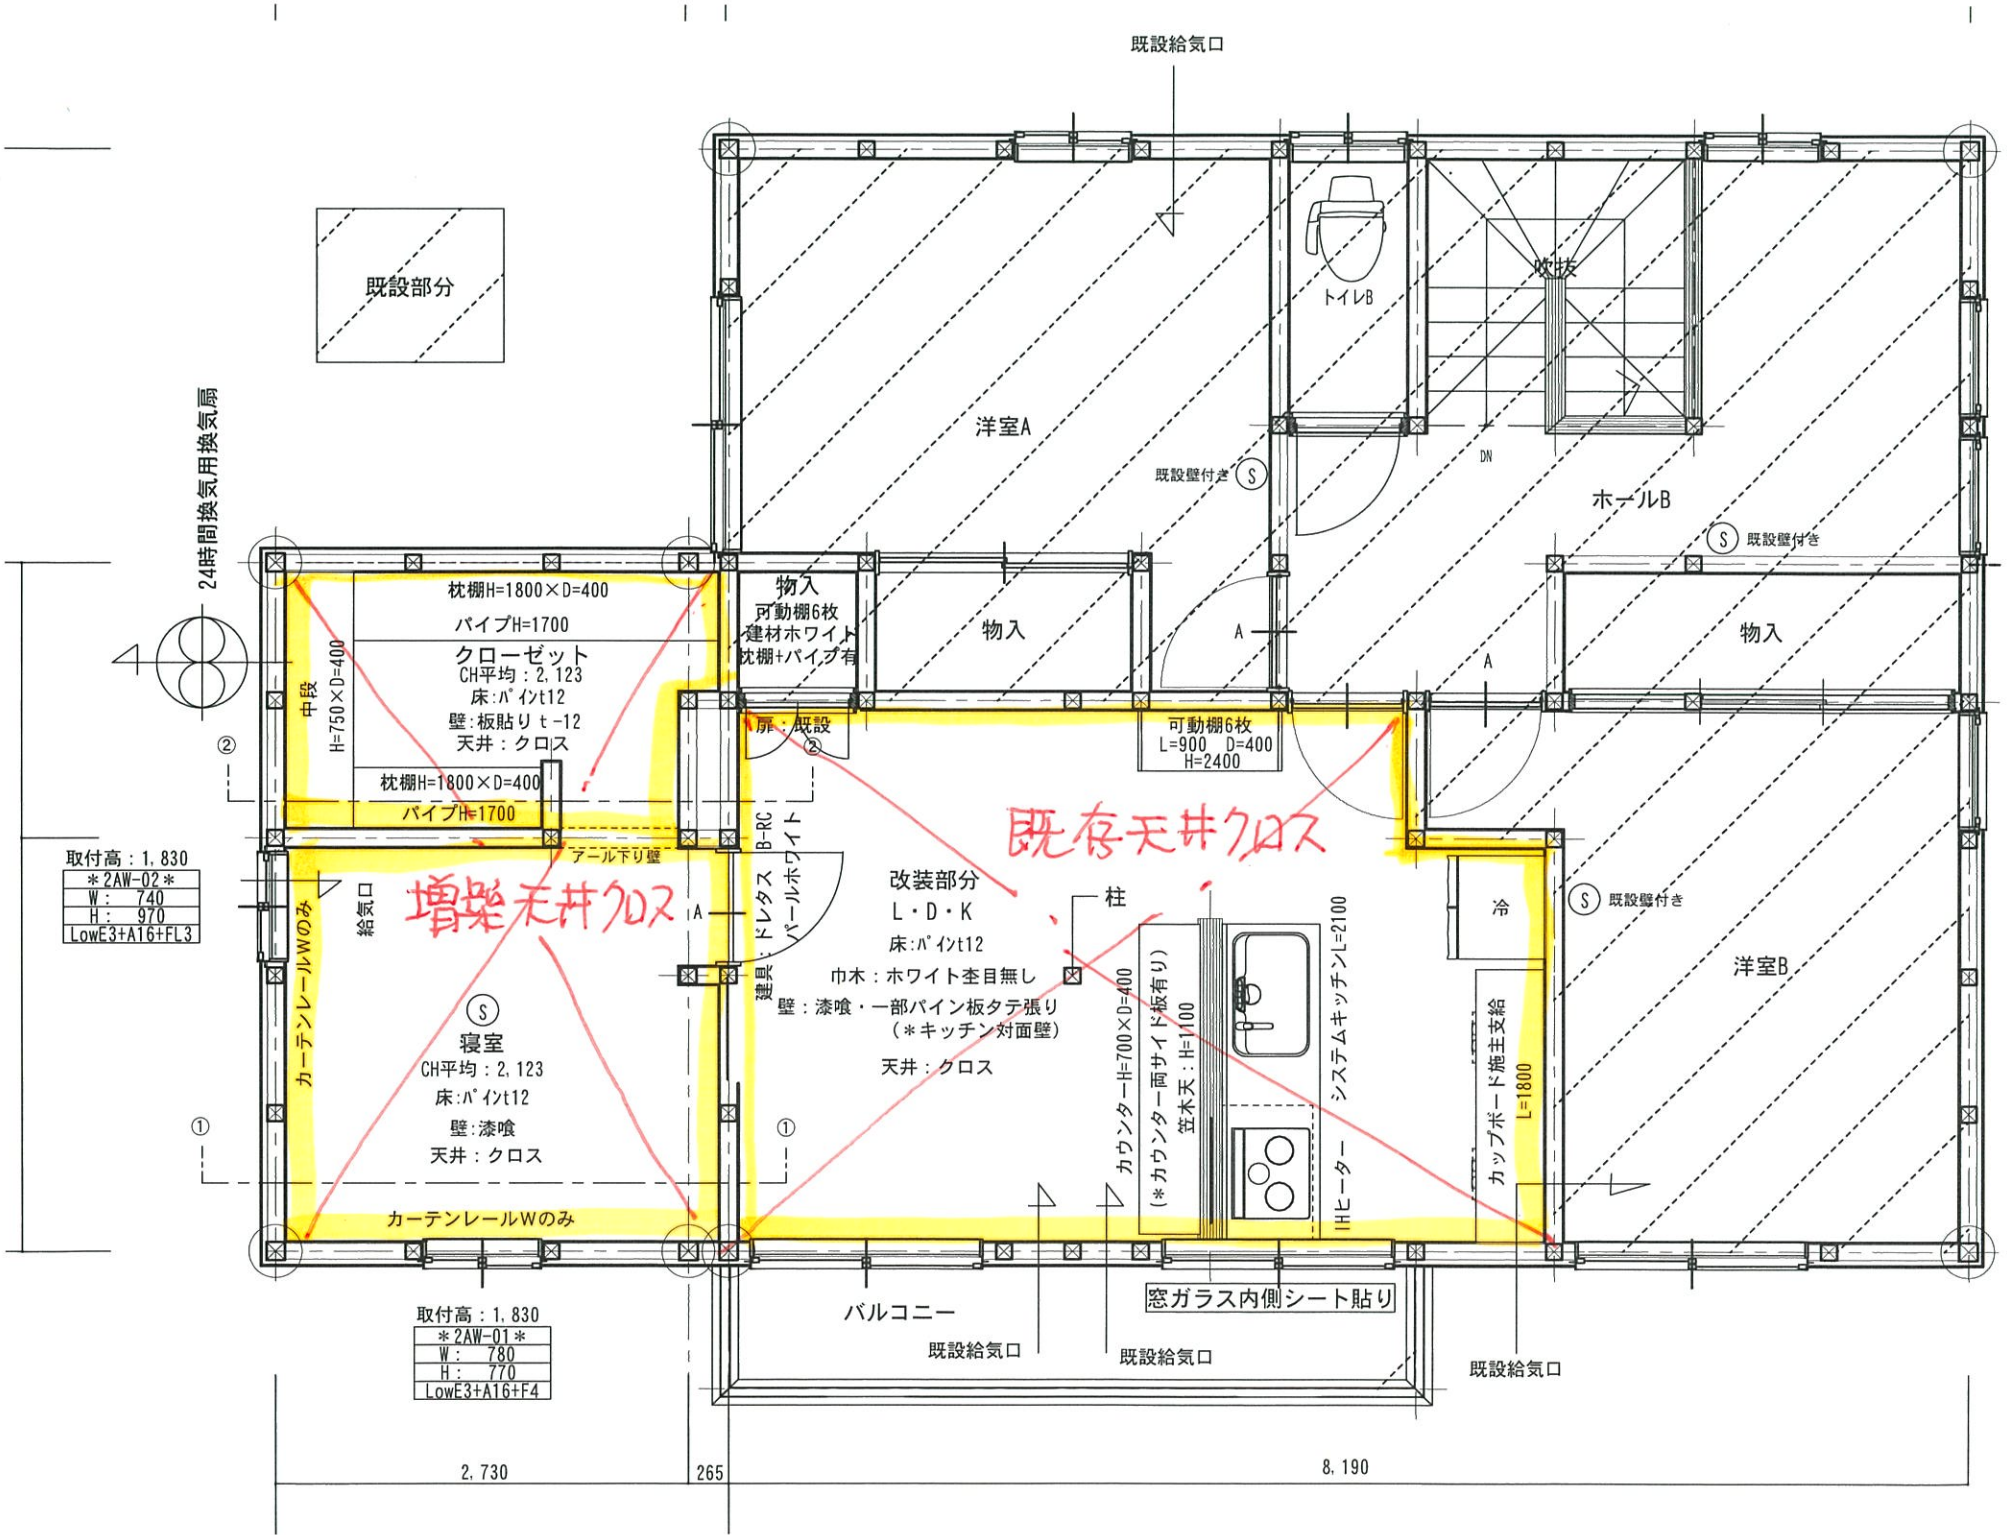 既設給気口
既設部分
吹抜
トイレB
24時間換気用換気扇
洋室A
DN
既設壁付き
S
ホールB
S
既設壁付き
枕棚H=1800×D=400
パイプH=1700
クローゼット
CH平均：2,123
床:パインt12
壁:板貼りt-12
天井：クロス
中段
H=750×D=400
枕棚H=1800×D=400
パイプH=1700
物入
可動棚6枚
建材ホワイト
枕棚+パイプ有
物入
A
A
物入
扉：既設
②
②
可動棚6枚
L=900 D=400
H=2400
既存天井クロス
取付高：1,830
＊2AW-02＊
W： 740
H： 970
LowE3+A16+FL3
給気口
アール下り壁
増築天井クロス
A
建具：ドレタス B-RC
パールホワイト
改装部分
L・D・K
床:パインt12
巾木：ホワイト杢目無し
壁：漆喰・一部パイン板タテ張り
（＊キッチン対面壁）
天井：クロス
柱
冷
S
既設壁付き
洋室B
カーテンレールWのみ
S
寝室
CH平均：2,123
床:パインt12
壁:漆喰
天井：クロス
カウンターH=700×D=400
(＊カウンター両サイド板有り)
笠木天：H=1100
システムキッチンL=2100
IHヒーター
カップボード施主支給
L=1800
①
①
カーテンレールWのみ
取付高：1,830
＊2AW-01＊
W： 780
H： 770
LowE3+A16+F4
バルコニー
窓ガラス内側シート貼り
既設給気口
既設給気口
既設給気口
2,730
265
8,190